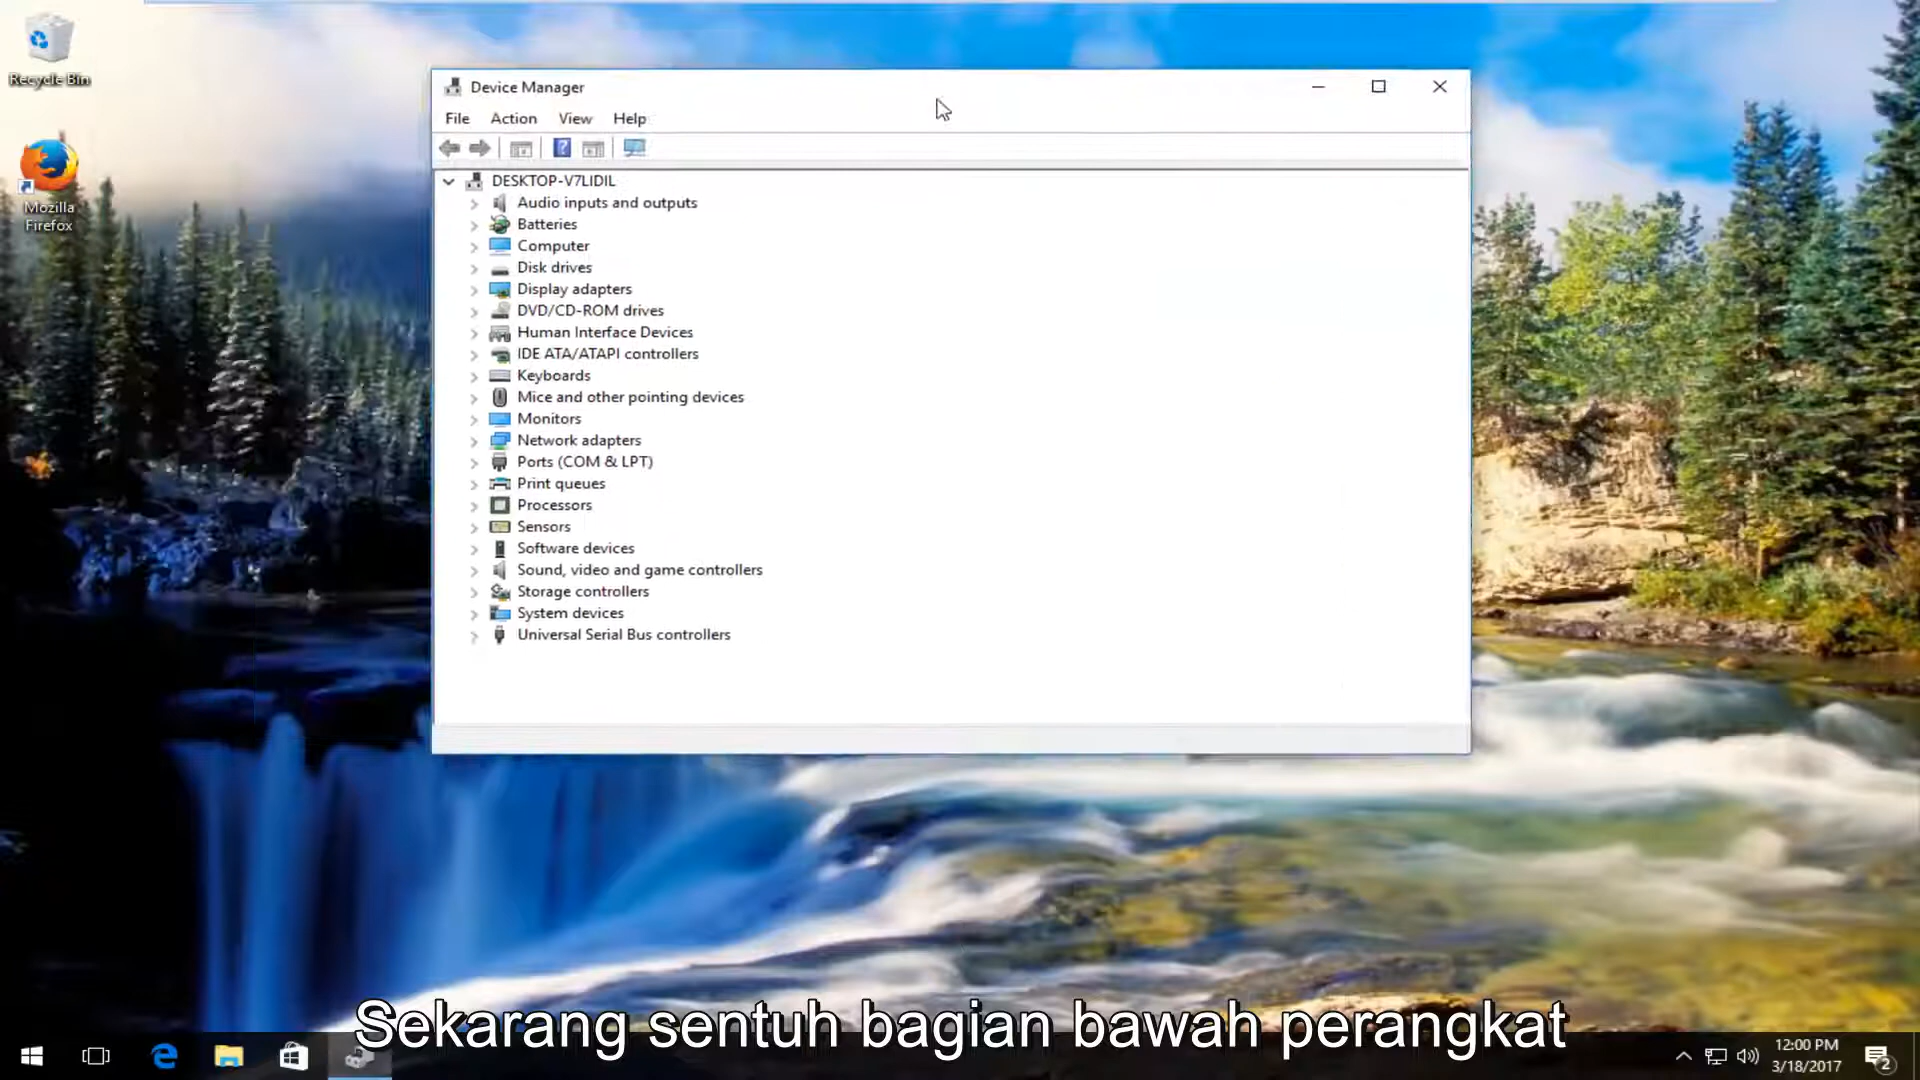 Recycle Bin
Mozilla
Firefox
Device Manager
File Action View Help
DESKTOP-V7LIDIL
Audio inputs and outputs
Batteries
Computer
Disk drives
Display adapters
DVD/CD-ROM drives
Human Interface Devices
IDE ATA/ATAPI controllers
Keyboards
Mice and other pointing devices
Monitors
Network adapters
Ports (COM & LPT)
Print queues
Processors
Sensors
Software devices
Sound, video and game controllers
Storage controllers
System devices
Universal Serial Bus controllers
Sekarang sentuh bagian bawah perangkat
12:00 PM
3/18/2017
2